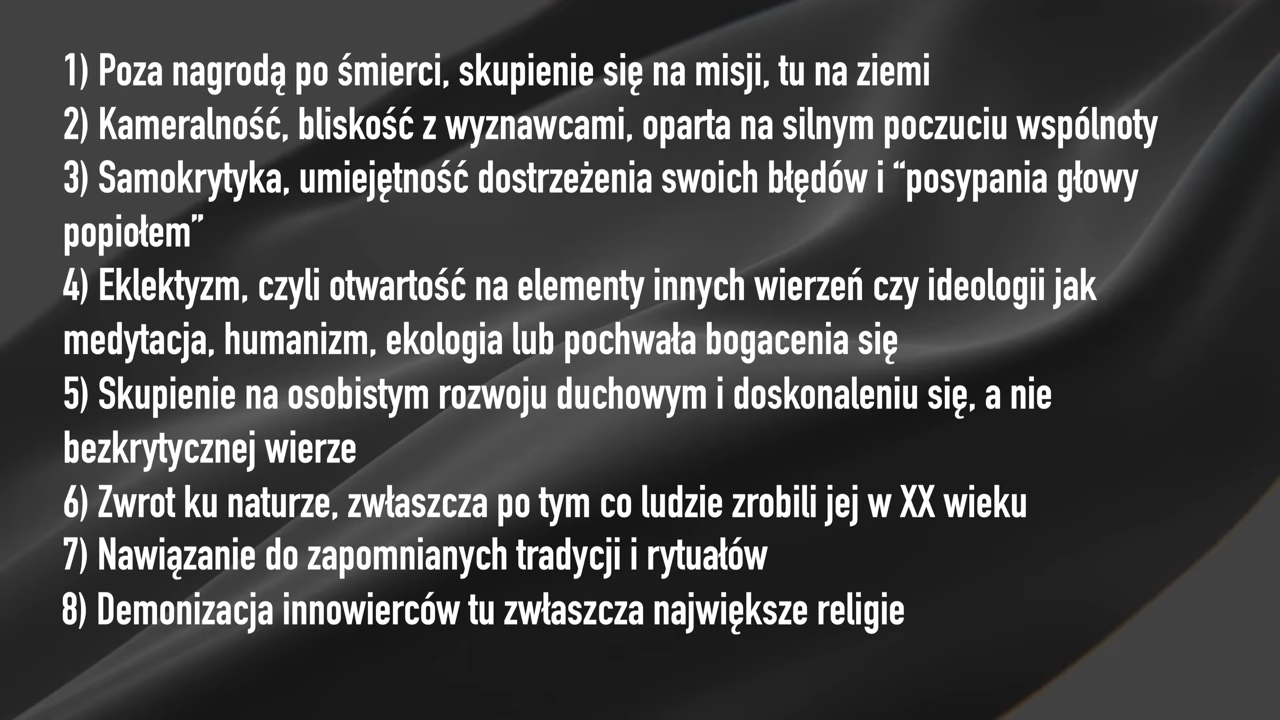 1) Poza nagrodą po śmierci, skupienie się na misji, tu na ziemi
2) Kameralność, bliskość z wyznawcami, oparta na silnym poczuciu wspólnoty
3) Samokrytyka, umiejętność dostrzeżenia swoich błędów i “posypania głowy
popiołem”
4) Eklektyzm, czyli otwartość na elementy innych wierzeń czy ideologii jak
medytacja, humanizm, ekologia lub pochwała bogacenia się
5) Skupienie na osobistym rozwoju duchowym i doskonaleniu się, a nie
bezkrytycznej wierze
6) Zwrot ku naturze, zwłaszcza po tym co ludzie zrobili jej w XX wieku
7) Nawiązanie do zapomnianych tradycji i rytuałów
8) Demonizacja innowierców tu zwłaszcza największe religie